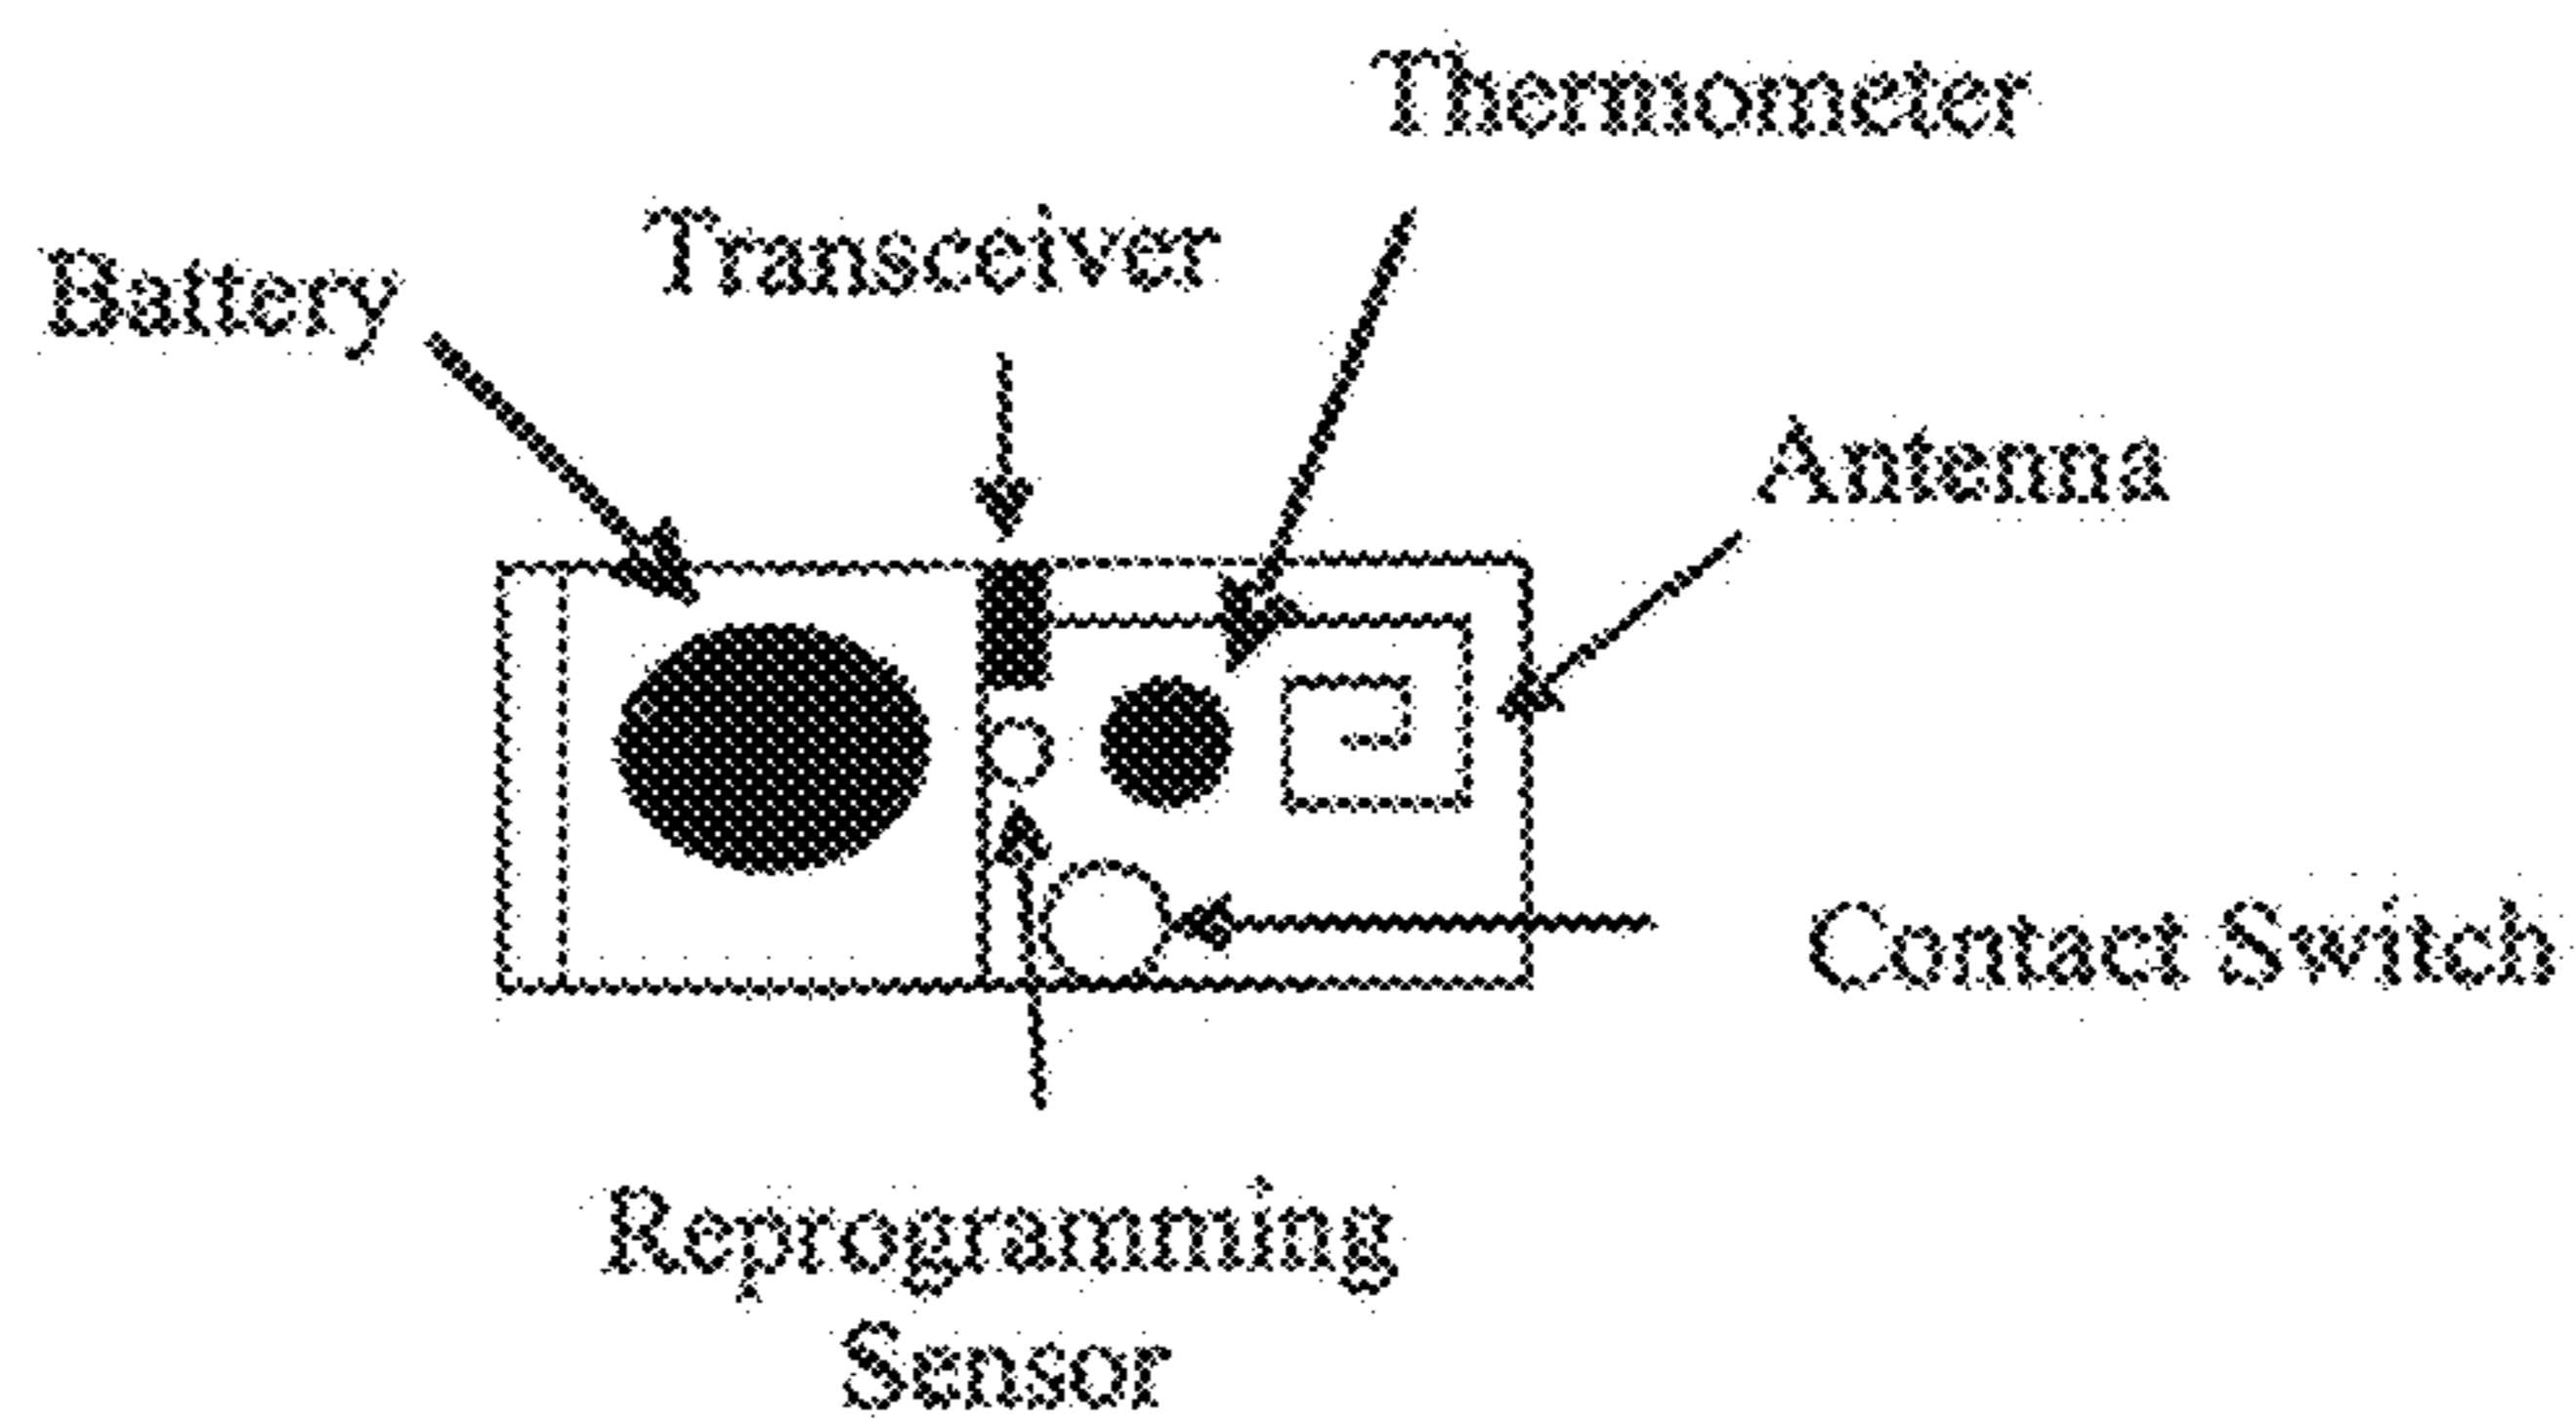 Thermometer
Transceiver
Battery
Antenna
Contact Switch
Reprogramming
Sensor